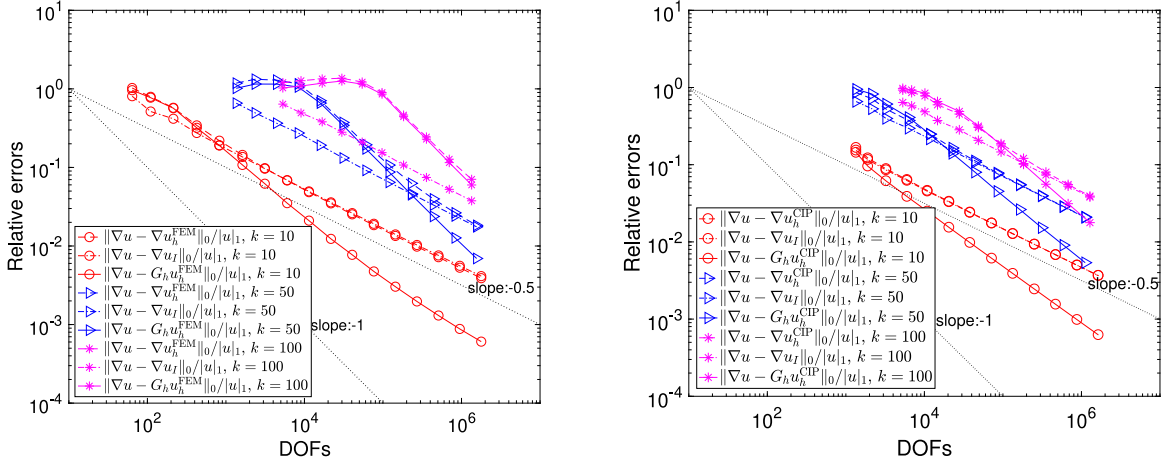 10^1
10^0
10^-1
10^-2
10^-3
10^-4
Relative errors
10^2
10^4
10^6
DOFs
‖∇u − ∇u_h^FEM‖_0/|u|_1, k = 10
‖∇u − ∇u_I‖_0/|u|_1, k = 10
‖∇u − G_h u_h^FEM‖_0/|u|_1, k = 10
‖∇u − ∇u_h^FEM‖_0/|u|_1, k = 50
‖∇u − ∇u_I‖_0/|u|_1, k = 50
‖∇u − G_h u_h^FEM‖_0/|u|_1, k = 50
‖∇u − ∇u_h^FEM‖_0/|u|_1, k = 100
‖∇u − ∇u_I‖_0/|u|_1, k = 100
‖∇u − G_h u_h^FEM‖_0/|u|_1, k = 100
slope:-0.5
slope:-1
10^1
10^0
10^-1
10^-2
10^-3
10^-4
Relative errors
10^2
10^4
10^6
DOFs
‖∇u − ∇u_h^CIP‖_0/|u|_1, k = 10
‖∇u − ∇u_I‖_0/|u|_1, k = 10
‖∇u − G_h u_h^CIP‖_0/|u|_1, k = 10
‖∇u − ∇u_h^CIP‖_0/|u|_1, k = 50
‖∇u − ∇u_I‖_0/|u|_1, k = 50
‖∇u − G_h u_h^CIP‖_0/|u|_1, k = 50
‖∇u − ∇u_h^CIP‖_0/|u|_1, k = 100
‖∇u − ∇u_I‖_0/|u|_1, k = 100
‖∇u − G_h u_h^CIP‖_0/|u|_1, k = 100
slope:-0.5
slope:-1